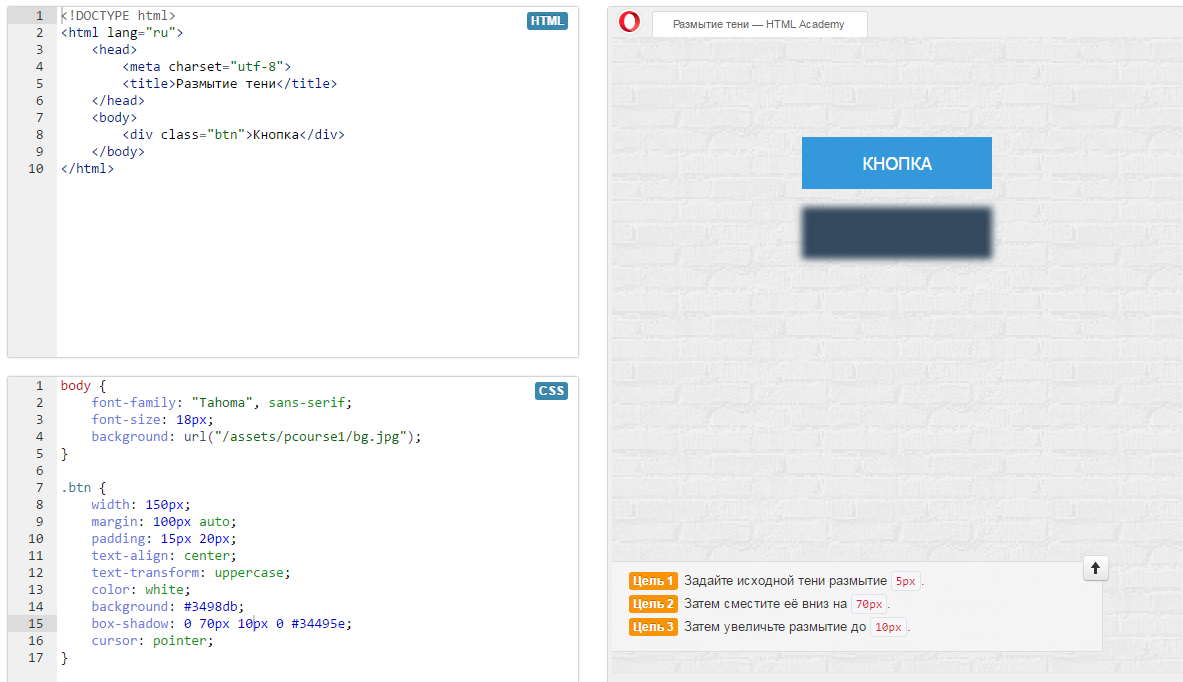 HTML
1 <!DOCTYPE html>
2 <html lang="ru">
3     <head>
4         <meta charset="utf-8">
5         <title>Размытие тени</title>
6     </head>
7     <body>
8         <div class="btn">Кнопка</div>
9     </body>
10 </html>
CSS
1 body {
2     font-family: "Tahoma", sans-serif;
3     font-size: 18px;
4     background: url("/assets/pcourse1/bg.jpg");
5 }
6
7 .btn {
8     width: 150px;
9     margin: 100px auto;
10     padding: 15px 20px;
11     text-align: center;
12     text-transform: uppercase;
13     color: white;
14     background: #3498db;
15     box-shadow: 0 70px 10px 0 #34495e;
16     cursor: pointer;
17 }
Размытие тени — HTML Academy
КНОПКА
Цель 1 Задайте исходной тени размытие 5px.
Цель 2 Затем сместите её вниз на 70px.
Цель 3 Затем увеличьте размытие до 10px.